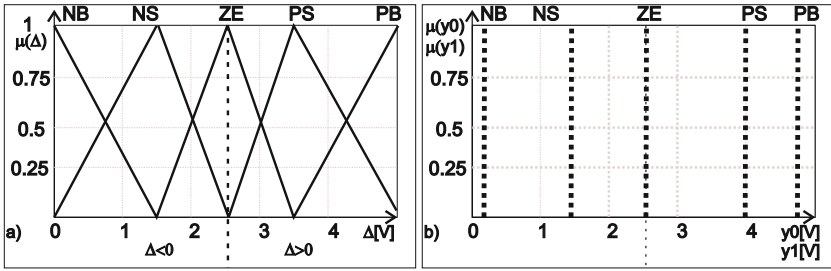 NB NS ZE PS PB
1
μ(Δ)
0.75
0.5
0.25
a)
0 1 2 3 4 Δ[V]
Δ<0 Δ>0
NB NS ZE PS PB
1
μ(y0)
μ(y1)
0.75
0.5
0.25
b)
0 1 2 3 4 y0[V]
y1[V]